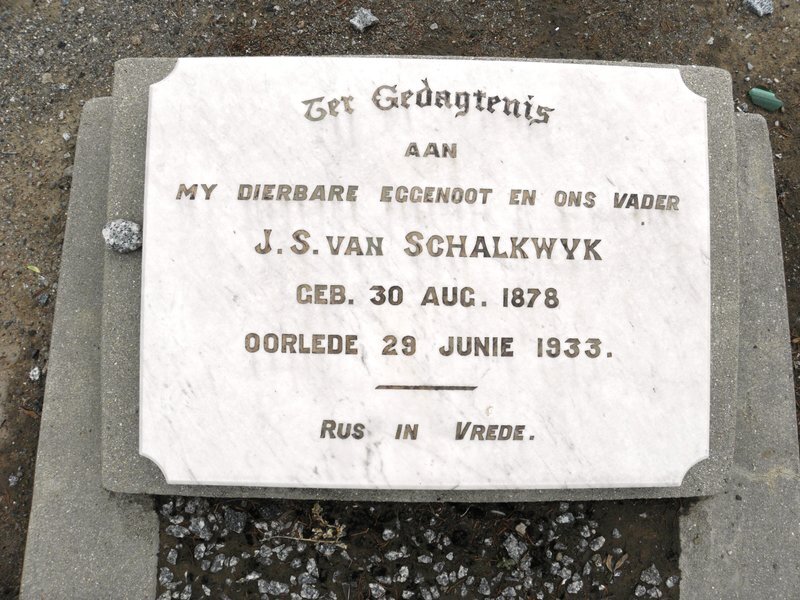 Ter Gedagtenis
AAN
MY DIERBARE EGGENOOT EN ONS VADER
J. S. VAN SCHALKWYK
GEB. 30 AUG. 1878
OORLEDE 29 JUNIE 1933.
RUS IN VREDE.